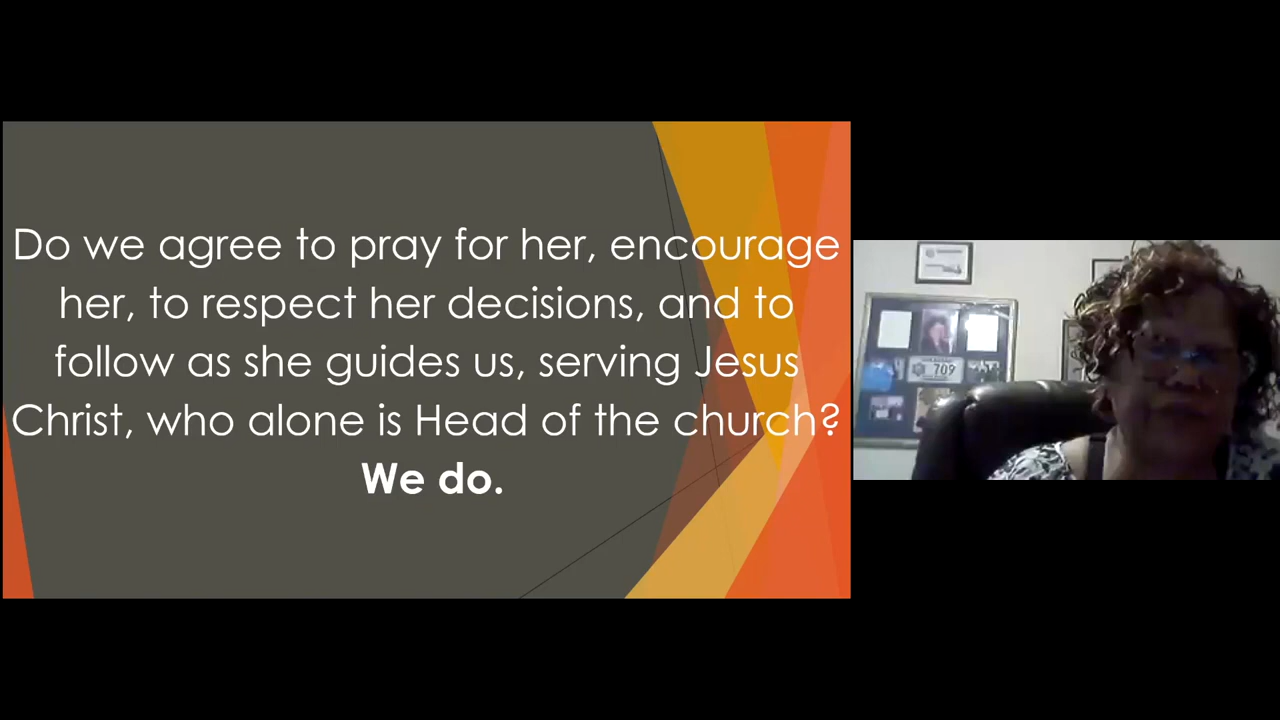 Do we agree to pray for her, encourage
her, to respect her decisions, and to
follow as she guides us, serving Jesus
Christ, who alone is Head of the church?
We do.
709